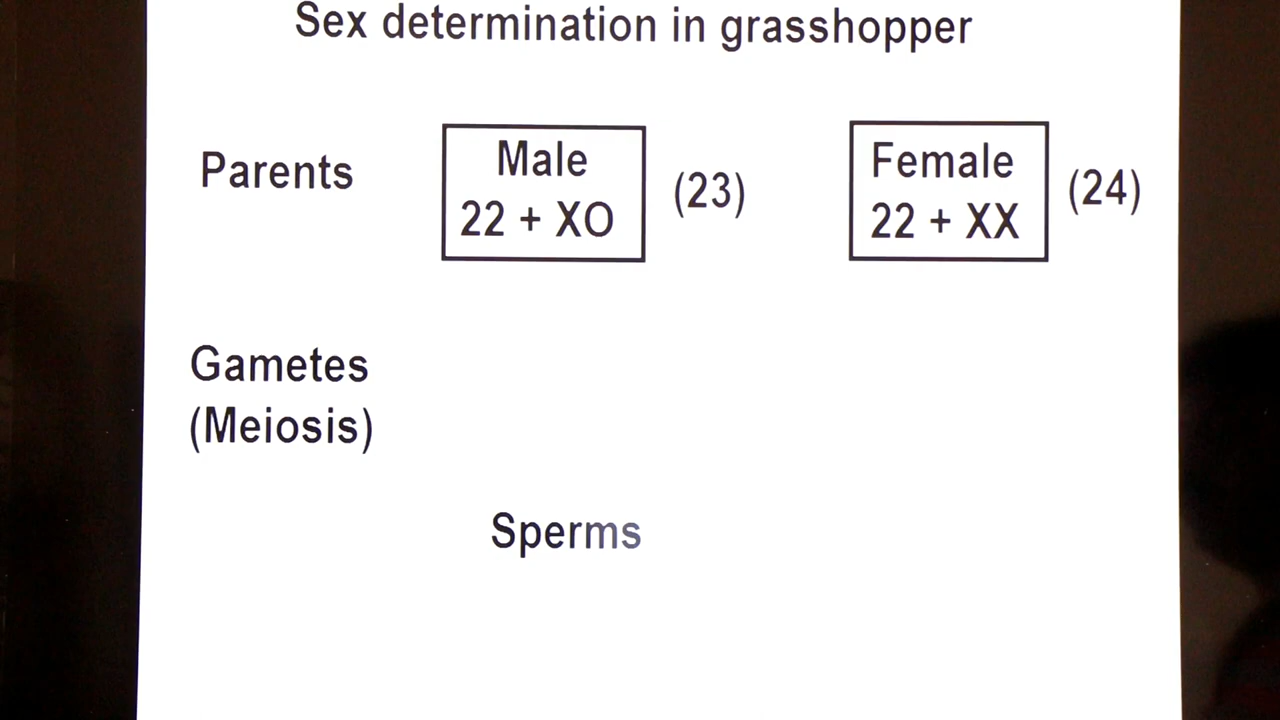 Sex determination in grasshopper
Parents
Male
22 + XO
(23)
Female
22 + XX
(24)
Gametes
(Meiosis)
Sperms